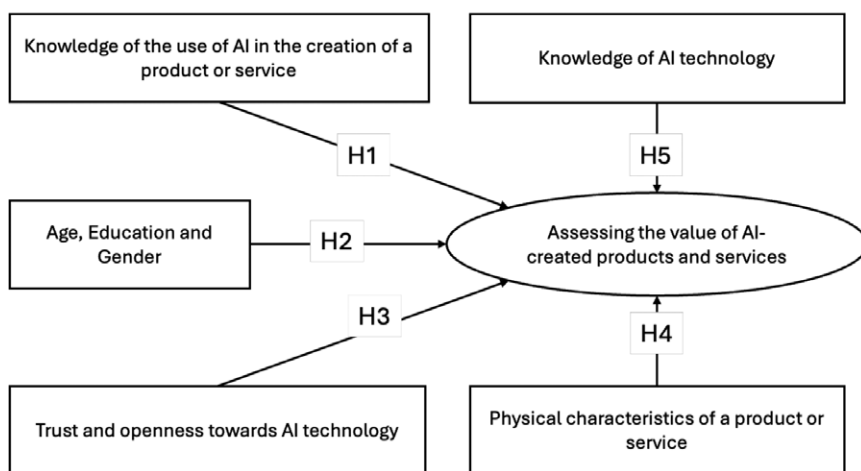 Knowledge of the use of AI in the creation of a
product or service
Knowledge of AI technology
H1
H5
Age, Education and
Gender
H2
Assessing the value of AI-
created products and services
H3
H4
Trust and openness towards AI technology
Physical characteristics of a product or
service